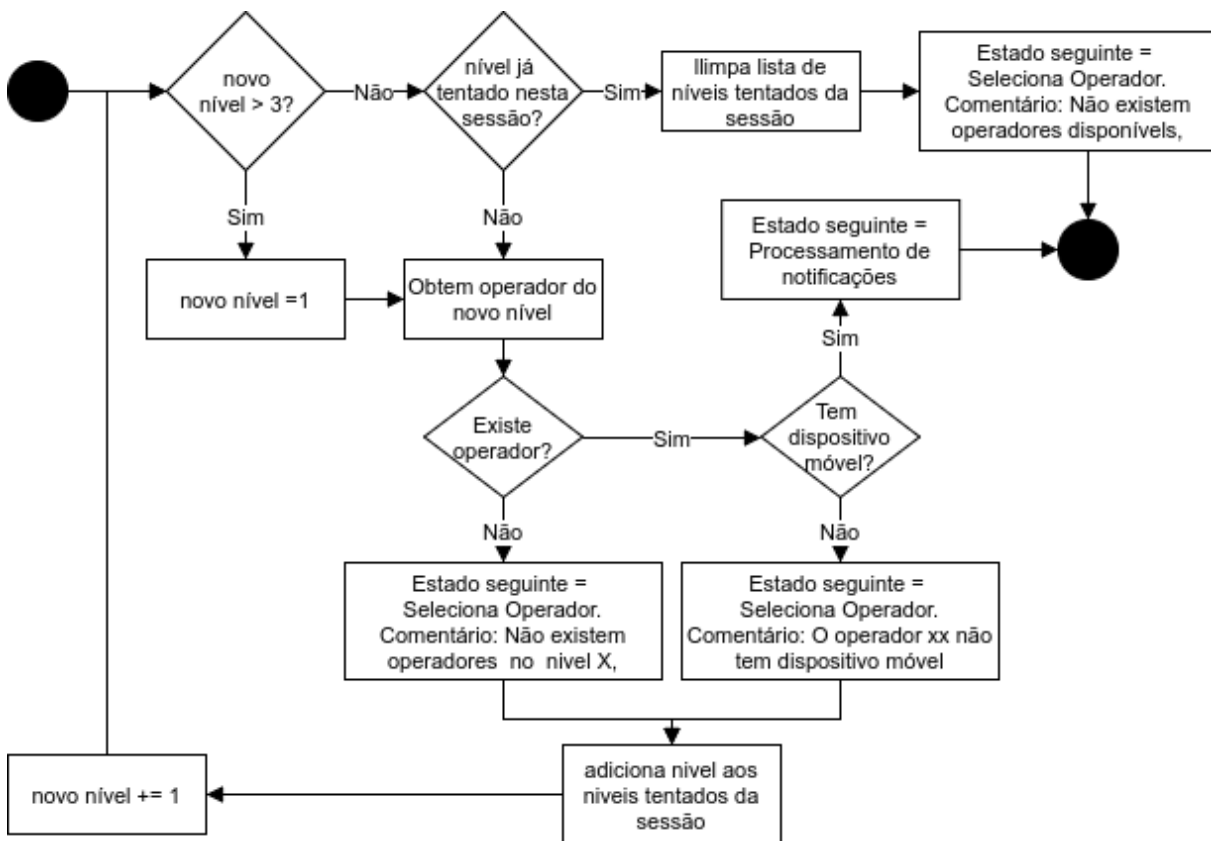 novo
nível > 3?
Não
nível já
tentado nesta
sessão?
Sim
llimpa lista de
níveis tentados da
sessão
Estado seguinte =
Seleciona Operador.
Comentário: Não existem
operadores disponívels,
Sim
Não
novo nível =1
Obtem operador do
novo nível
Estado seguinte =
Processamento de
notificações
Sim
Existe
operador?
Sim
Tem
dispositivo
móvel?
Não
Não
Estado seguinte =
Seleciona Operador.
Comentário: Não existem
operadores no nivel X,
Estado seguinte =
Seleciona Operador.
Comentário: O operador xx não
tem dispositivo móvel
novo nível += 1
adiciona nivel aos
niveis tentados da
sessão